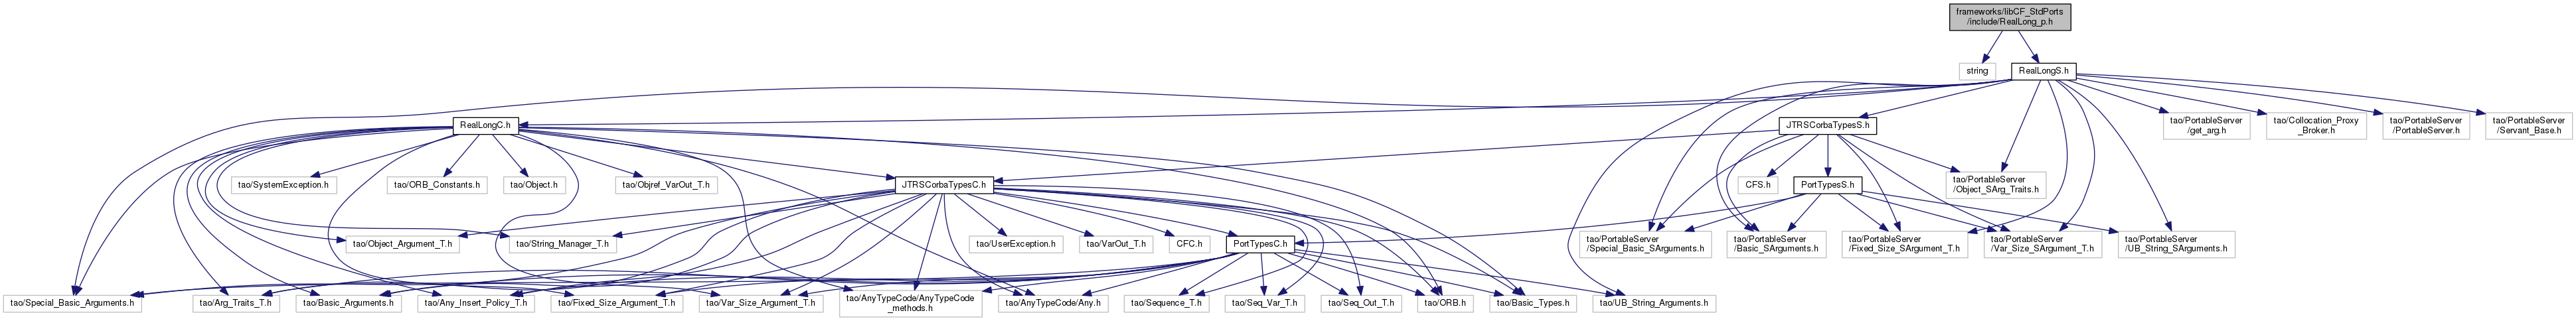 frameworks/libCF_StdPorts
/include/RealLong_p.h
string
RealLongS.h
RealLongC.h
JTRSCorbaTypesS.h
tao/PortableServer
/get_arg.h
tao/Collocation_Proxy
_Broker.h
tao/PortableServer
/PortableServer.h
tao/PortableServer
/Servant_Base.h
tao/SystemException.h
tao/ORB_Constants.h
tao/Object.h
tao/Objref_VarOut_T.h
JTRSCorbaTypesC.h
CFS.h
PortTypesS.h
tao/PortableServer
/Object_SArg_Traits.h
tao/Object_Argument_T.h
tao/String_Manager_T.h
tao/UserException.h
tao/VarOut_T.h
CFC.h
PortTypesC.h
tao/PortableServer
/Special_Basic_SArguments.h
tao/PortableServer
/Basic_SArguments.h
tao/PortableServer
/Fixed_Size_SArgument_T.h
tao/PortableServer
/Var_Size_SArgument_T.h
tao/PortableServer
/UB_String_SArguments.h
tao/Special_Basic_Arguments.h
tao/Arg_Traits_T.h
tao/Basic_Arguments.h
tao/Any_Insert_Policy_T.h
tao/Fixed_Size_Argument_T.h
tao/Var_Size_Argument_T.h
tao/AnyTypeCode/AnyTypeCode
_methods.h
tao/AnyTypeCode/Any.h
tao/Sequence_T.h
tao/Seq_Var_T.h
tao/Seq_Out_T.h
tao/ORB.h
tao/Basic_Types.h
tao/UB_String_Arguments.h